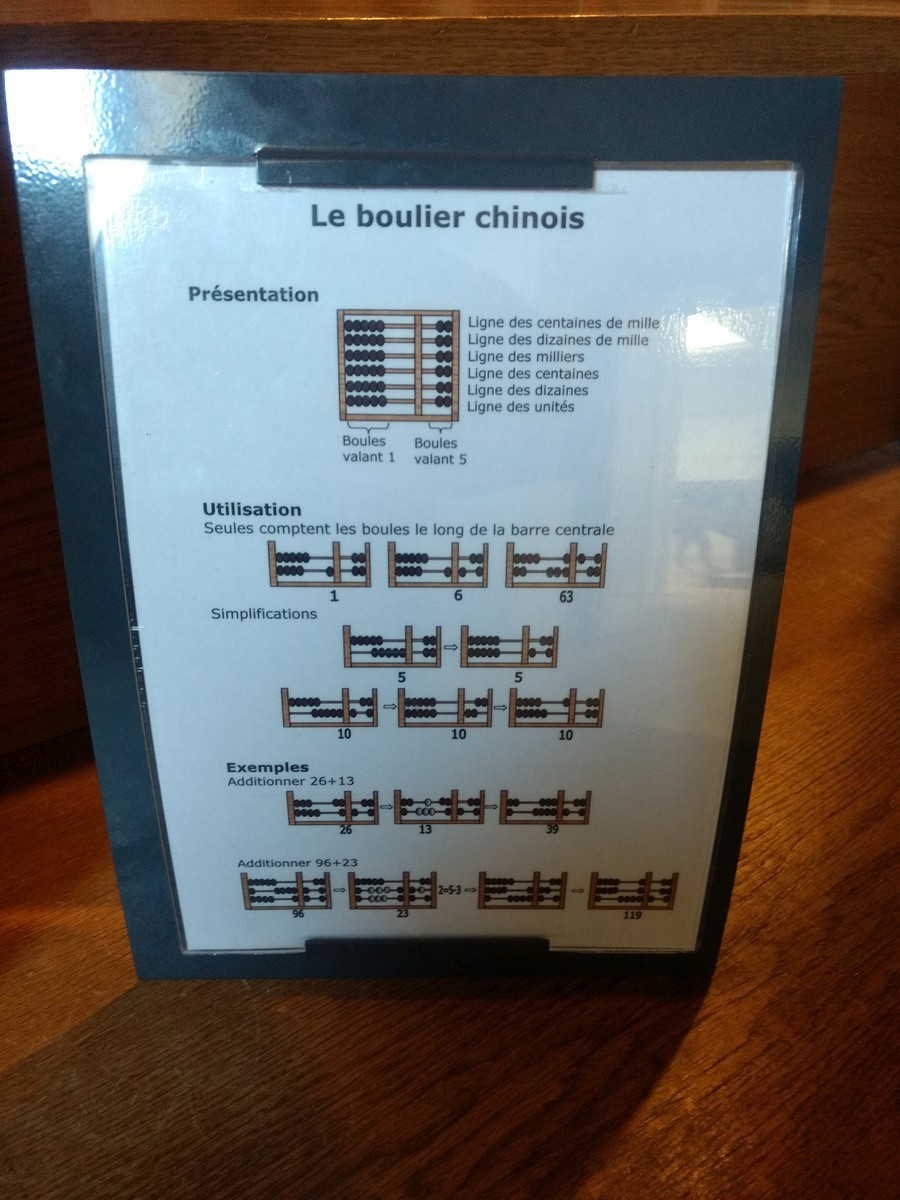 Le boulier chinois
Présentation
Ligne des centaines de mille
Ligne des dizaines de mille
Ligne des milliers
Ligne des centaines
Ligne des dizaines
Ligne des unités
Boules valant 1
Boules valant 5
Utilisation
Seules comptent les boules le long de la barre centrale
1 6 63
Simplifications
5 5
10 10 10
Exemples
Additionner 26+13
26 13 39
Additionner 96+23
2=5-3
96 23 119